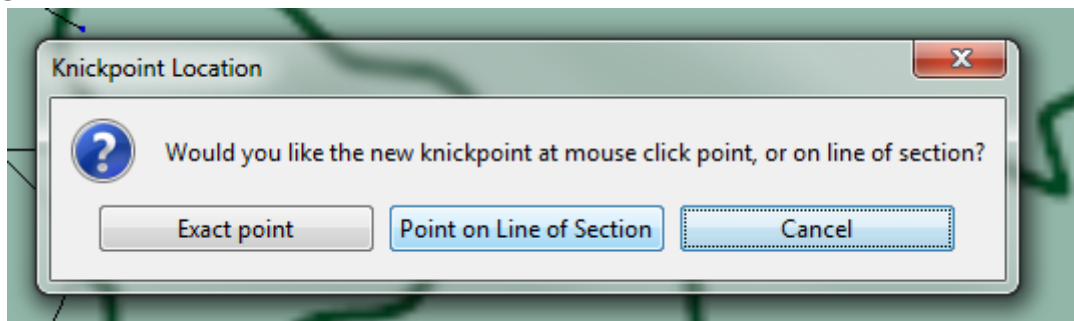 Knickpoint Location
Would you like the new knickpoint at mouse click point, or on line of section?
Exact point
Point on Line of Section
Cancel